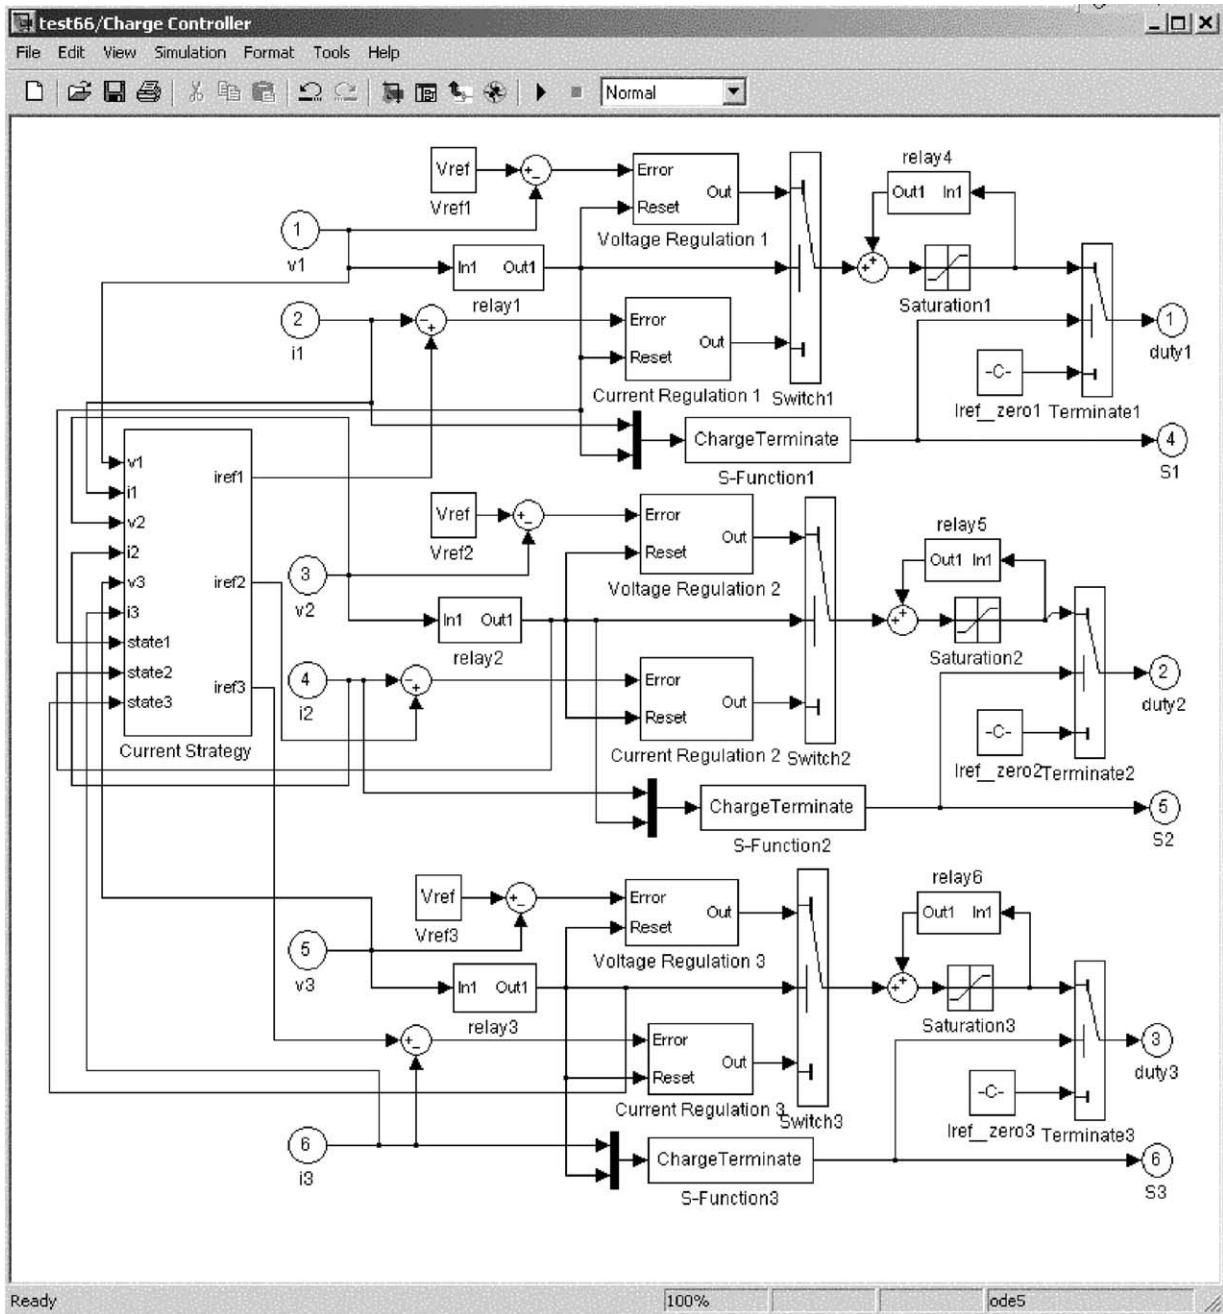 test66/Charge Controller
File Edit View Simulation Format Tools Help
Normal
Vref
Vref1
1
v1
Error
Reset
Out
Voltage Regulation 1
relay4
Out1 In1
In1 Out1
relay1
2
i1
Error
Reset
Out
Current Regulation 1
Switch1
Saturation1
-C-
Iref_zero1
Terminate1
1
duty1
ChargeTerminate
S-Function1
4
S1
v1
i1
v2
i2
v3
i3
state1
state2
state3
iref1
iref2
iref3
Current Strategy
Vref
Vref2
3
v2
Error
Reset
Out
Voltage Regulation 2
relay5
Out1 In1
In1 Out1
relay2
4
i2
Error
Reset
Out
Current Regulation 2
Switch2
Saturation2
-C-
Iref_zero2
Terminate2
2
duty2
ChargeTerminate
S-Function2
5
S2
Vref
Vref3
5
v3
Error
Reset
Out
Voltage Regulation 3
relay6
Out1 In1
In1 Out1
relay3
Error
Reset
Out
Current Regulation 3
Switch3
Saturation3
-C-
Iref_zero3
Terminate3
3
duty3
6
i3
ChargeTerminate
S-Function3
6
S3
Ready 100% ode5